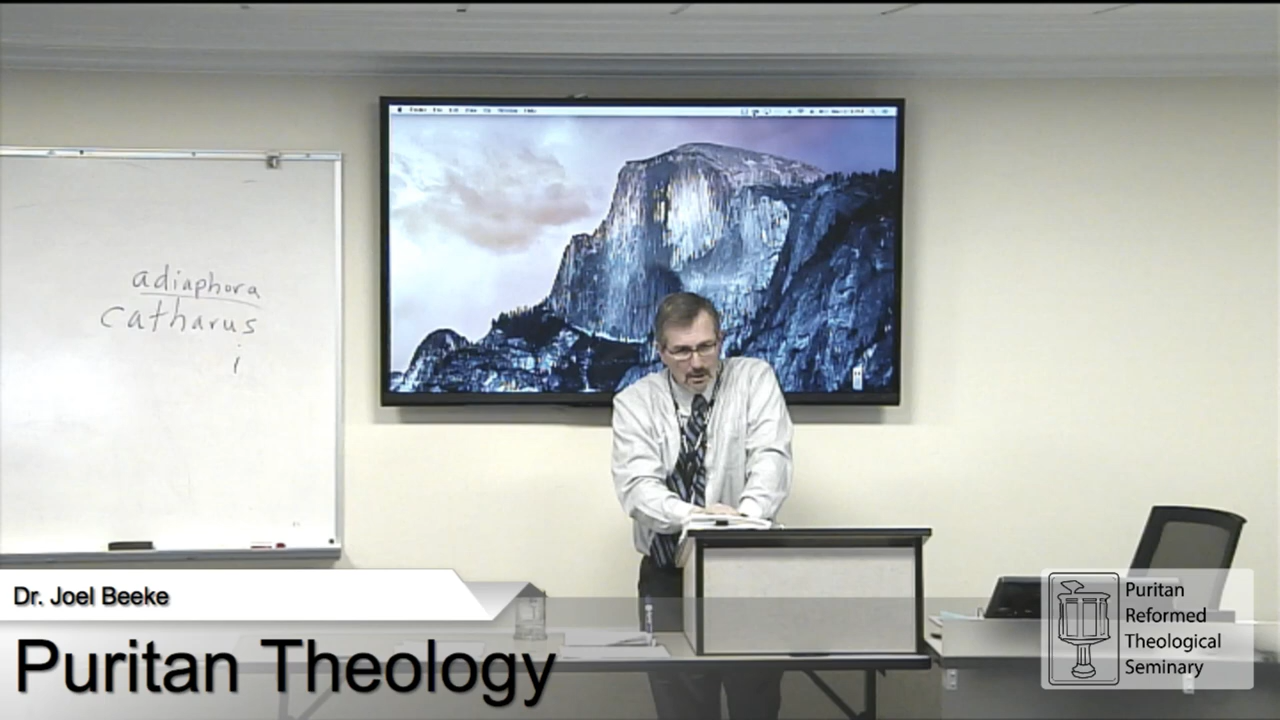 adiaphora
catharus
i
Dr. Joel Beeke
Puritan Theology
Puritan
Reformed
Theological
Seminary